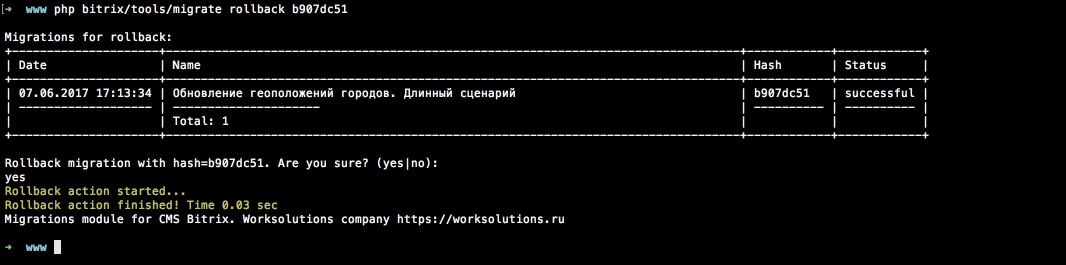 ➜ www php bitrix/tools/migrate rollback b907dc51
Migrations for rollback:
| Date | Name | Hash | Status |
| 07.06.2017 17:13:34 | Обновление геоположений городов. Длинный сценарий | b907dc51 | successful |
| ------------------- | --------------------- | ---------- | ---------- |
| | Total: 1 | | |
Rollback migration with hash=b907dc51. Are you sure? (yes|no):
yes
Rollback action started...
Rollback action finished! Time 0.03 sec
Migrations module for CMS Bitrix. Worksolutions company https://worksolutions.ru
➜ www